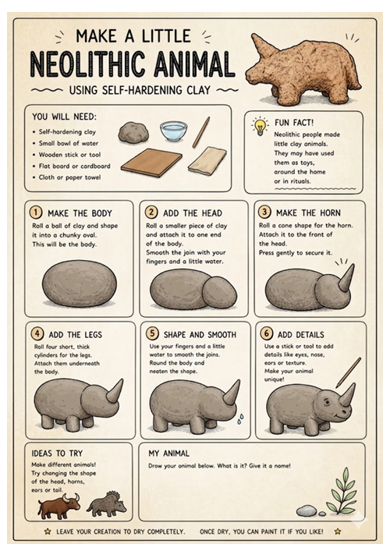 MAKE A LITTLE
NEOLITHIC ANIMAL
USING SELF-HARDENING CLAY
YOU WILL NEED:
• Self-hardening clay
• Small bowl of water
• Wooden stick or tool
• Flat board or cardboard
• Cloth or paper towel
FUN FACT!
Neolithic people made
little clay animals.
They may have used
them as toys,
around the home
or in rituals.
1 MAKE THE BODY
Roll a ball of clay and shape
it into a chunky oval.
This will be the body.
2 ADD THE HEAD
Roll a smaller piece of clay
and attach it to one end
of the body.
Smooth the join with your
fingers and a little water.
3 MAKE THE HORN
Roll a cone shape for the horn.
Attach it to the front of
the head.
Press gently to secure it.
4 ADD THE LEGS
Roll four short, thick
cylinders for the legs.
Attach them underneath
the body.
5 SHAPE AND SMOOTH
Use your fingers and a little
water to smooth the joins.
Round the body and
neaten the shape.
6 ADD DETAILS
Use a stick or tool to add
details like eyes, nose,
ears or texture.
Make your animal
unique!
IDEAS TO TRY
Make different animals!
Try changing the shape
of the head, horns,
ears or tail.
MY ANIMAL
Draw your animal below. What is it? Give it a name!
LEAVE YOUR CREATION TO DRY COMPLETELY. ONCE DRY, YOU CAN PAINT IT IF YOU LIKE!